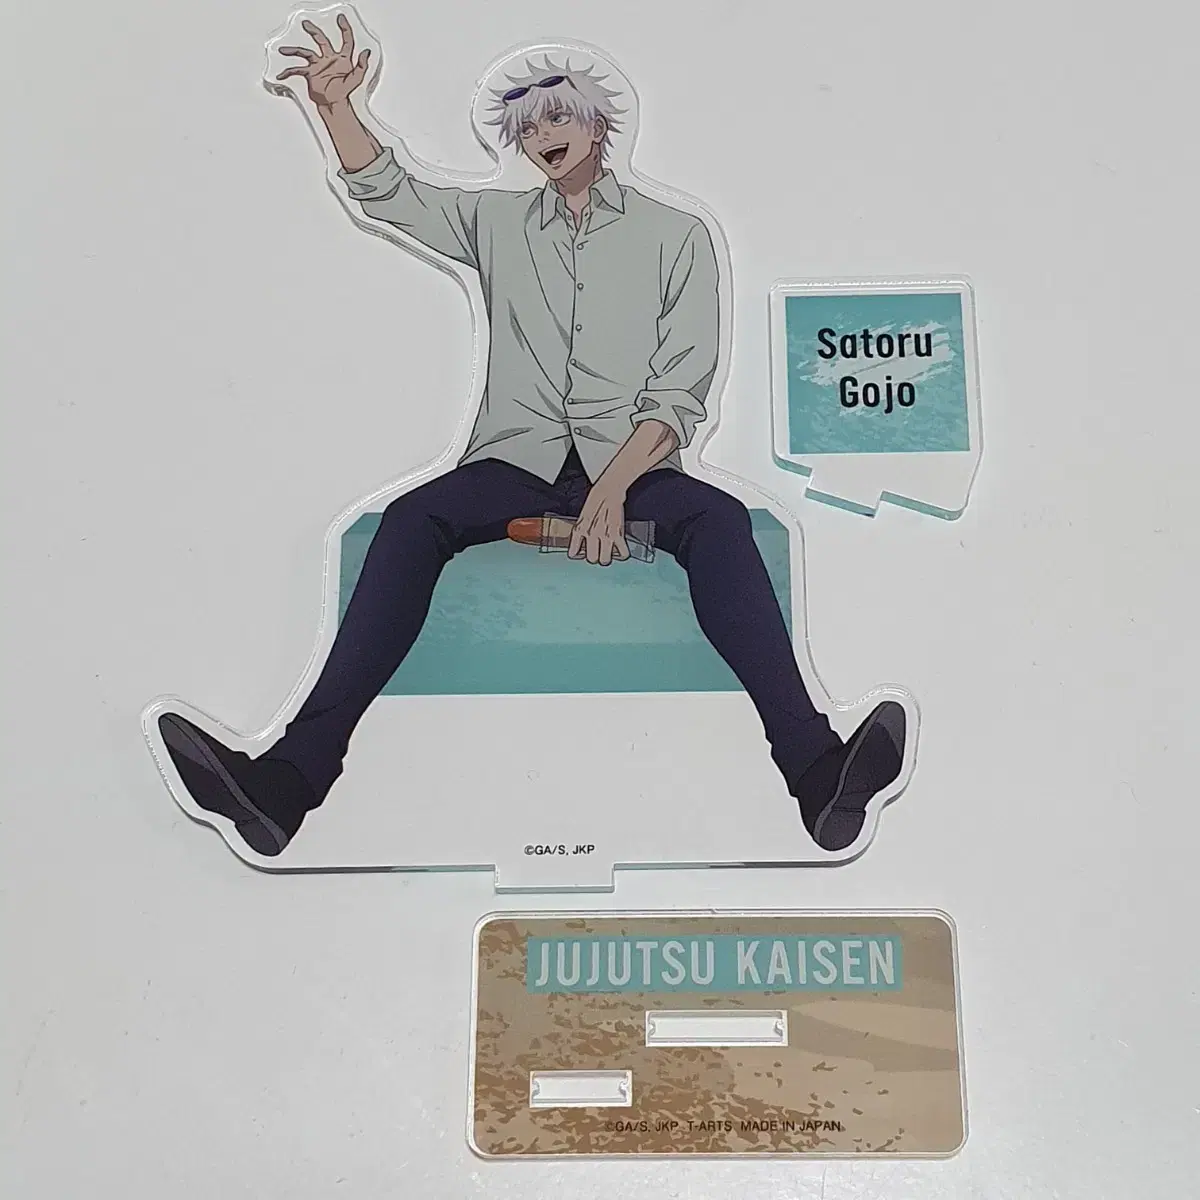 Satoru
Gojo
©GA/S, JKP
JUJUTSU KAISEN
©GA/S, JKP T-ARTS MADE IN JAPAN